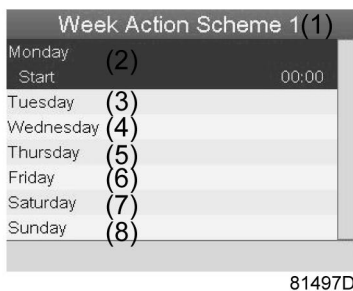 Week Action Scheme 1(1)
Monday (2)
Start 00:00
Tuesday (3)
Wednesday (4)
Thursday (5)
Friday (6)
Saturday (7)
Sunday (8)
81497D